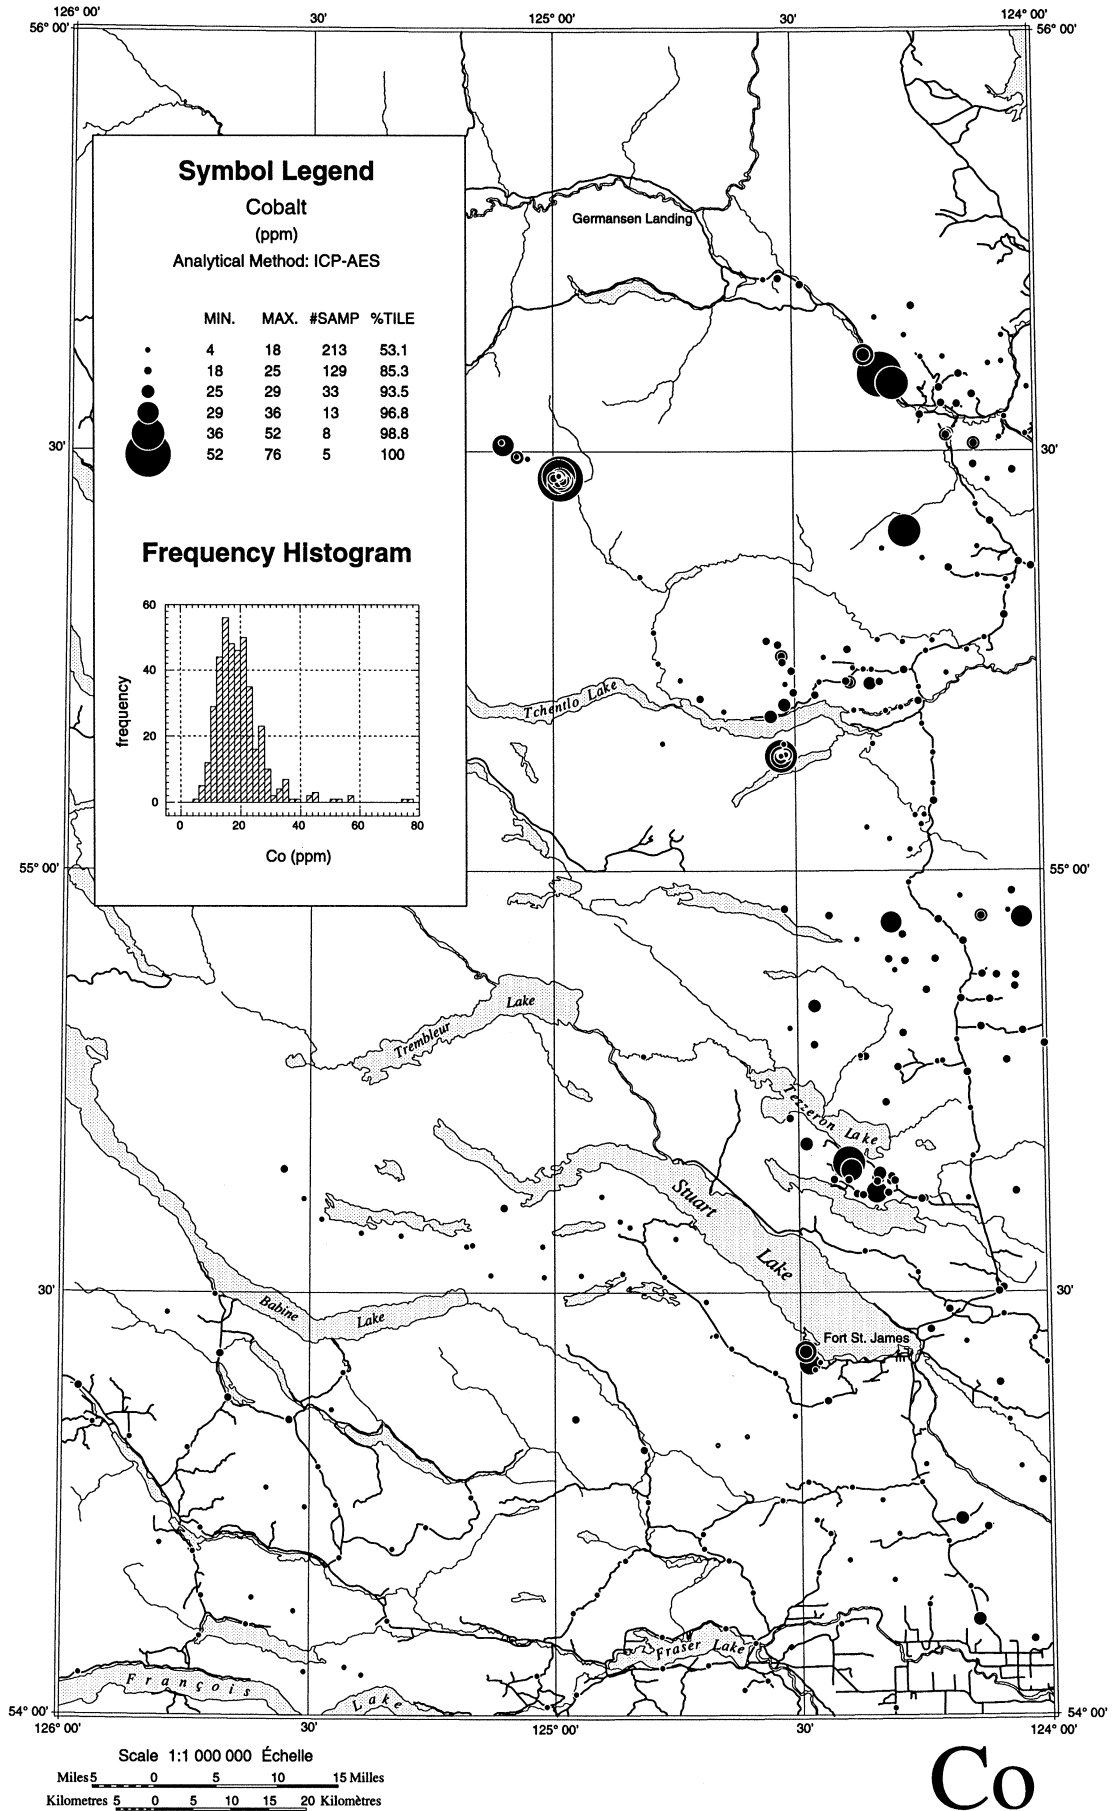 126° 00'
30'
125° 00'
30'
124° 00'
56° 00'
56° 00'
Symbol Legend
Cobalt
(ppm)
Analytical Method: ICP-AES
MIN. MAX. #SAMP %TILE
4 18 213 53.1
18 25 129 85.3
25 29 33 93.5
29 36 13 96.8
36 52 8 98.8
52 76 5 100
Germansen Landing
30'
30'
Frequency Histogram
60
40
20
0
frequency
0 20 40 60 80
Co (ppm)
Tchentlo Lake
55° 00'
55° 00'
Trembleur Lake
Tezzeron Lake
Stuart Lake
30'
30'
Babine Lake
Fort St. James
Fraser Lake
François Lake
54° 00'
54° 00'
126° 00'
30'
125° 00'
30'
124° 00'
Scale 1:1 000 000 Échelle
Miles 5 0 5 10 15 Milles
Kilometres 5 0 5 10 15 20 Kilomètres
Co